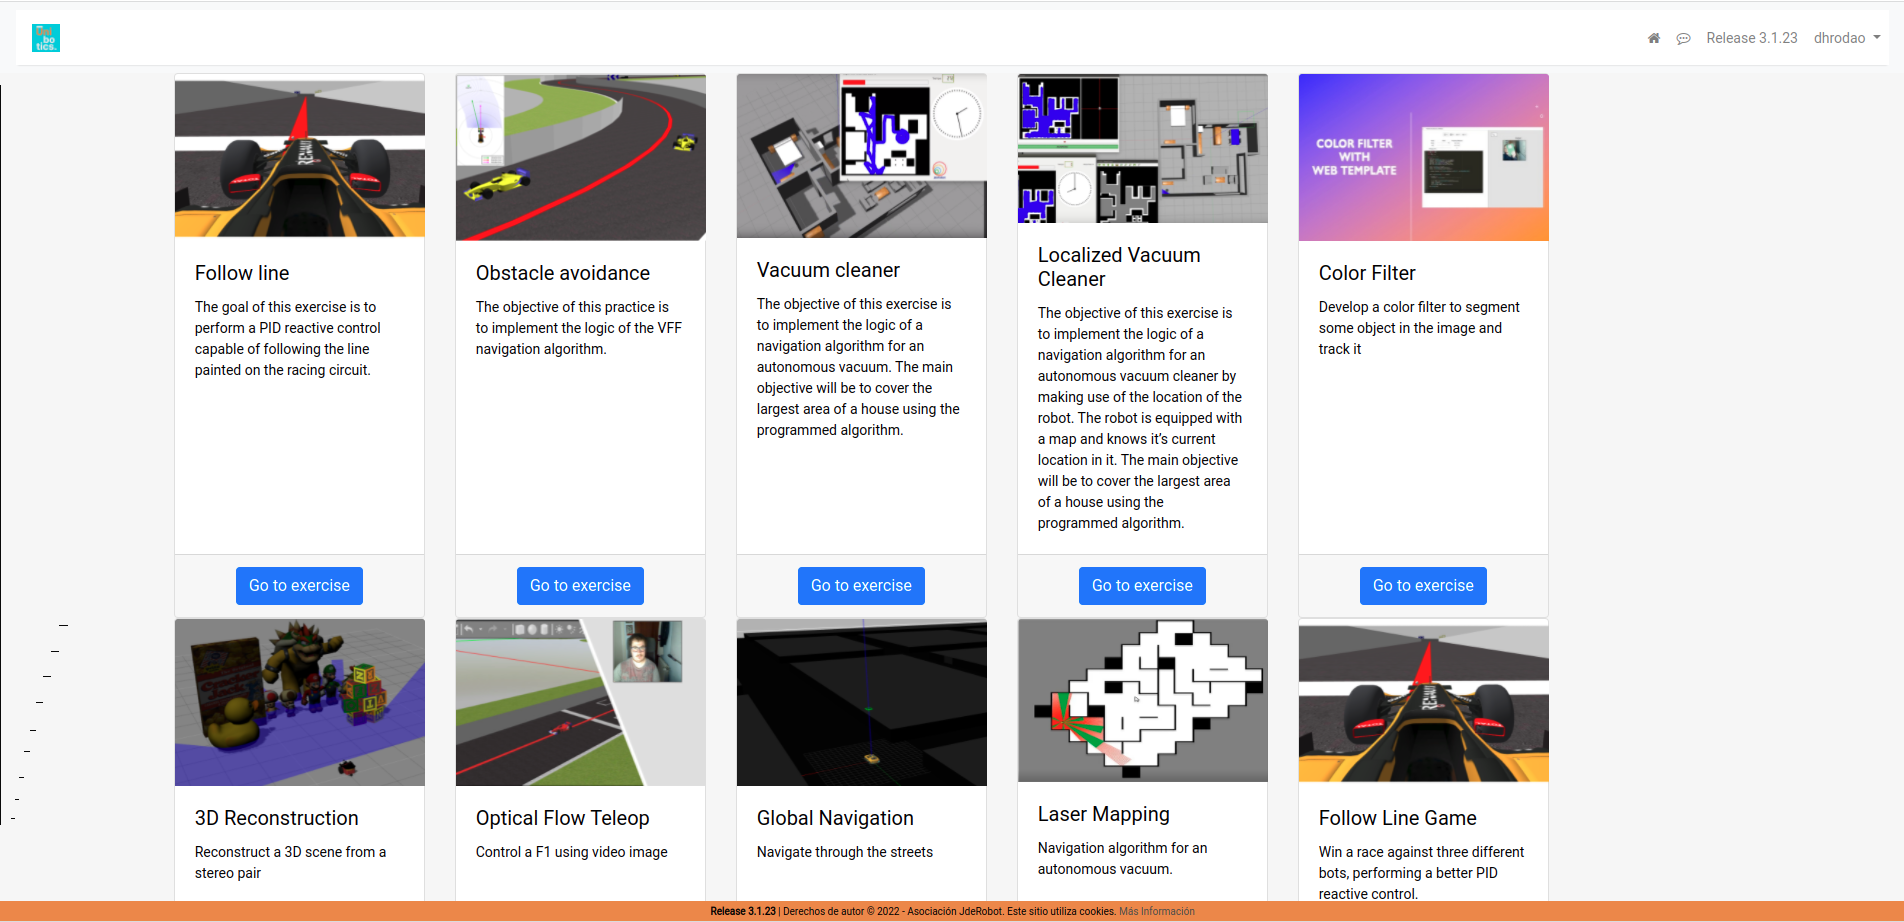 Uni
bo
tics.
Release 3.1.23
dhrodao
Follow line
The goal of this exercise is to
perform a PID reactive control
capable of following the line
painted on the racing circuit.
Go to exercise
Obstacle avoidance
The objective of this practice is
to implement the logic of the VFF
navigation algorithm.
Go to exercise
Vacuum cleaner
The objective of this exercise is
to implement the logic of a
navigation algorithm for an
autonomous vacuum. The main
objective will be to cover the
largest area of a house using the
programmed algorithm.
Go to exercise
Localized Vacuum
Cleaner
The objective of this exercise is
to implement the logic of a
navigation algorithm for an
autonomous vacuum cleaner by
making use of the location of the
robot. The robot is equipped with
a map and knows it's current
location in it. The main objective
will be to cover the largest area
of a house using the
programmed algorithm.
Go to exercise
COLOR FILTER
WITH
WEB TEMPLATE
Color Filter
Develop a color filter to segment
some object in the image and
track it
Go to exercise
3D Reconstruction
Reconstruct a 3D scene from a
stereo pair
Optical Flow Teleop
Control a F1 using video image
Global Navigation
Navigate through the streets
Laser Mapping
Navigation algorithm for an
autonomous vacuum.
RENAULT
Follow Line Game
Win a race against three different
bots, performing a better PID
reactive control.
Release 3.1.23 | Derechos de autor © 2022 - Asociación JdeRobot. Este sitio utiliza cookies. Más Información